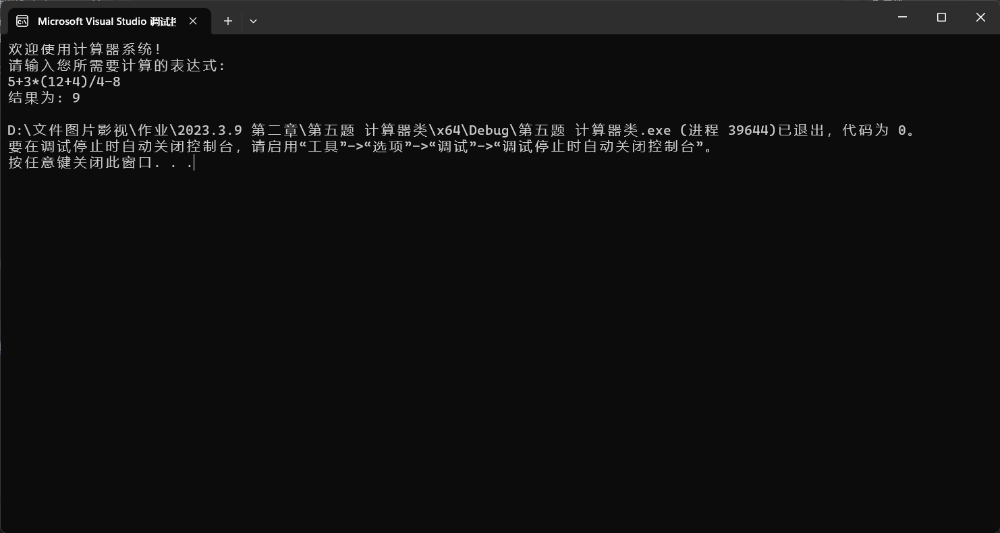 Microsoft Visual Studio 调试
欢迎使用计算器系统!
请输入您所需要计算的表达式:
5+3*(12+4)/4-8
结果为: 9
D:\文件图片影视\作业\2023.3.9 第二章\第五题 计算器类\x64\Debug\第五题 计算器类.exe (进程 39644)已退出，代码为 0。
要在调试停止时自动关闭控制台，请启用“工具”->“选项”->“调试”->“调试停止时自动关闭控制台”。
按任意键关闭此窗口. . .